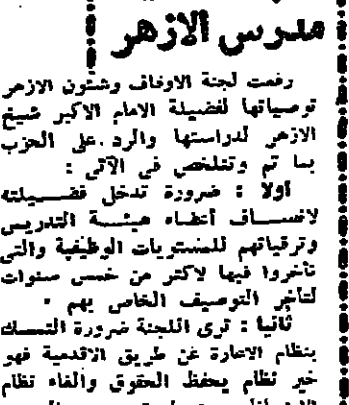 مدرس الازهر
رفعت لجنة الاوقاف وشئون الازهر
توصياتها لفضيلة الامام الاكبر شيخ
الازهر لدراستها والرد على الحزب
بما تم وتتلخص في الآتى :
أولا : ضرورة تدخل فضيلته
لانصاف أعضاء هيئة التدريس
وترقياتهم للمستويات الوظيفية والتى
تأخروا فيها لاكثر من خمس سنوات
لتأخر التوصيف الخاص بهم .
ثانيا : ترى اللجنة ضرورة التمسك
بنظام الاعارة عن طريق الاقدمية فهو
خير نظام يحفظ الحقوق والغاء نظام